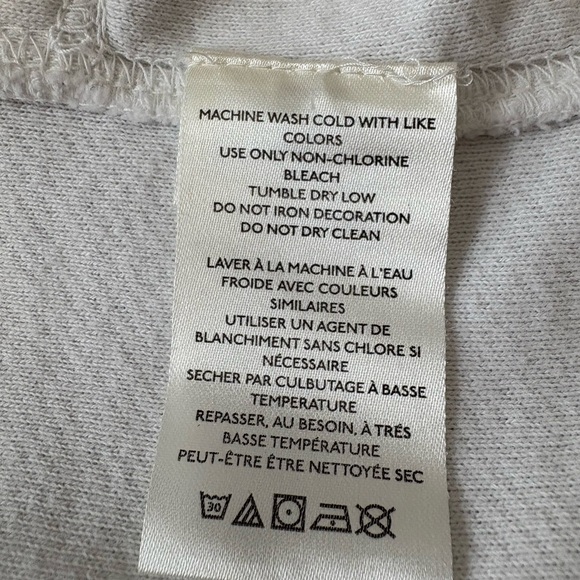 MACHINE WASH COLD WITH LIKE
COLORS
USE ONLY NON-CHLORINE
BLEACH
TUMBLE DRY LOW
DO NOT IRON DECORATION
DO NOT DRY CLEAN
LAVER À LA MACHINE À L'EAU
FROIDE AVEC COULEURS
SIMILAIRES
UTILISER UN AGENT DE
BLANCHIMENT SANS CHLORE SI
NÉCESSAIRE
SECHER PAR CULBUTAGE À BASSE
TEMPERATURE
REPASSER, AU BESOIN, À TRÉS
BASSE TEMPÉRATURE
PEUT-ÊTRE ÊTRE NETTOYÉE SEC
30